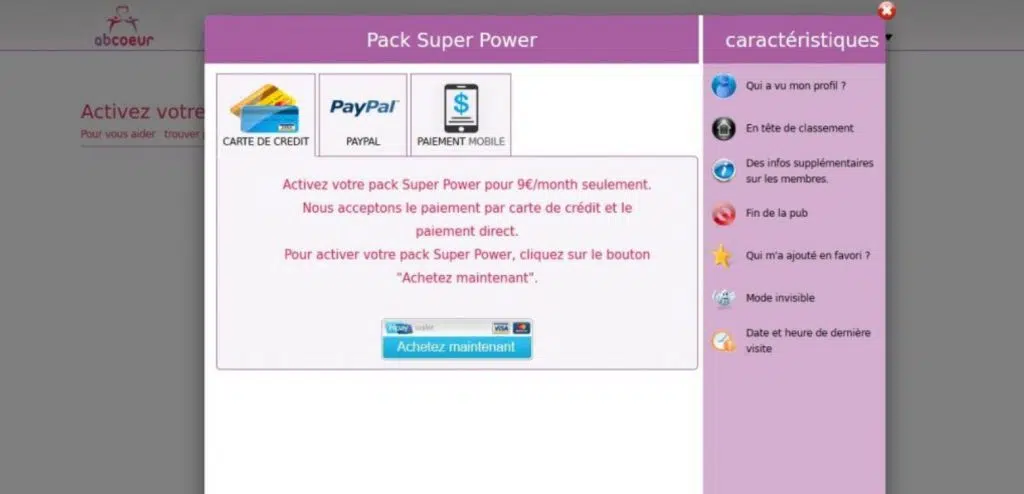 abcoeur
Pack Super Power
caractéristiques
Activez votre
Pour vous aider trouver
CARTE DE CREDIT
PayPal
PAYPAL
$
PAIEMENT MOBILE
Activez votre pack Super Power pour 9€/month seulement.
Nous acceptons le paiement par carte de crédit et le
paiement direct.
Pour activer votre pack Super Power, cliquez sur le bouton
"Achetez maintenant".
Hipay wallet VISA
Achetez maintenant
Qui a vu mon profil ?
En tête de classement
Des infos supplémentaires
sur les membres.
Fin de la pub
Qui m'a ajouté en favori ?
Mode invisible
Date et heure de dernière
visite